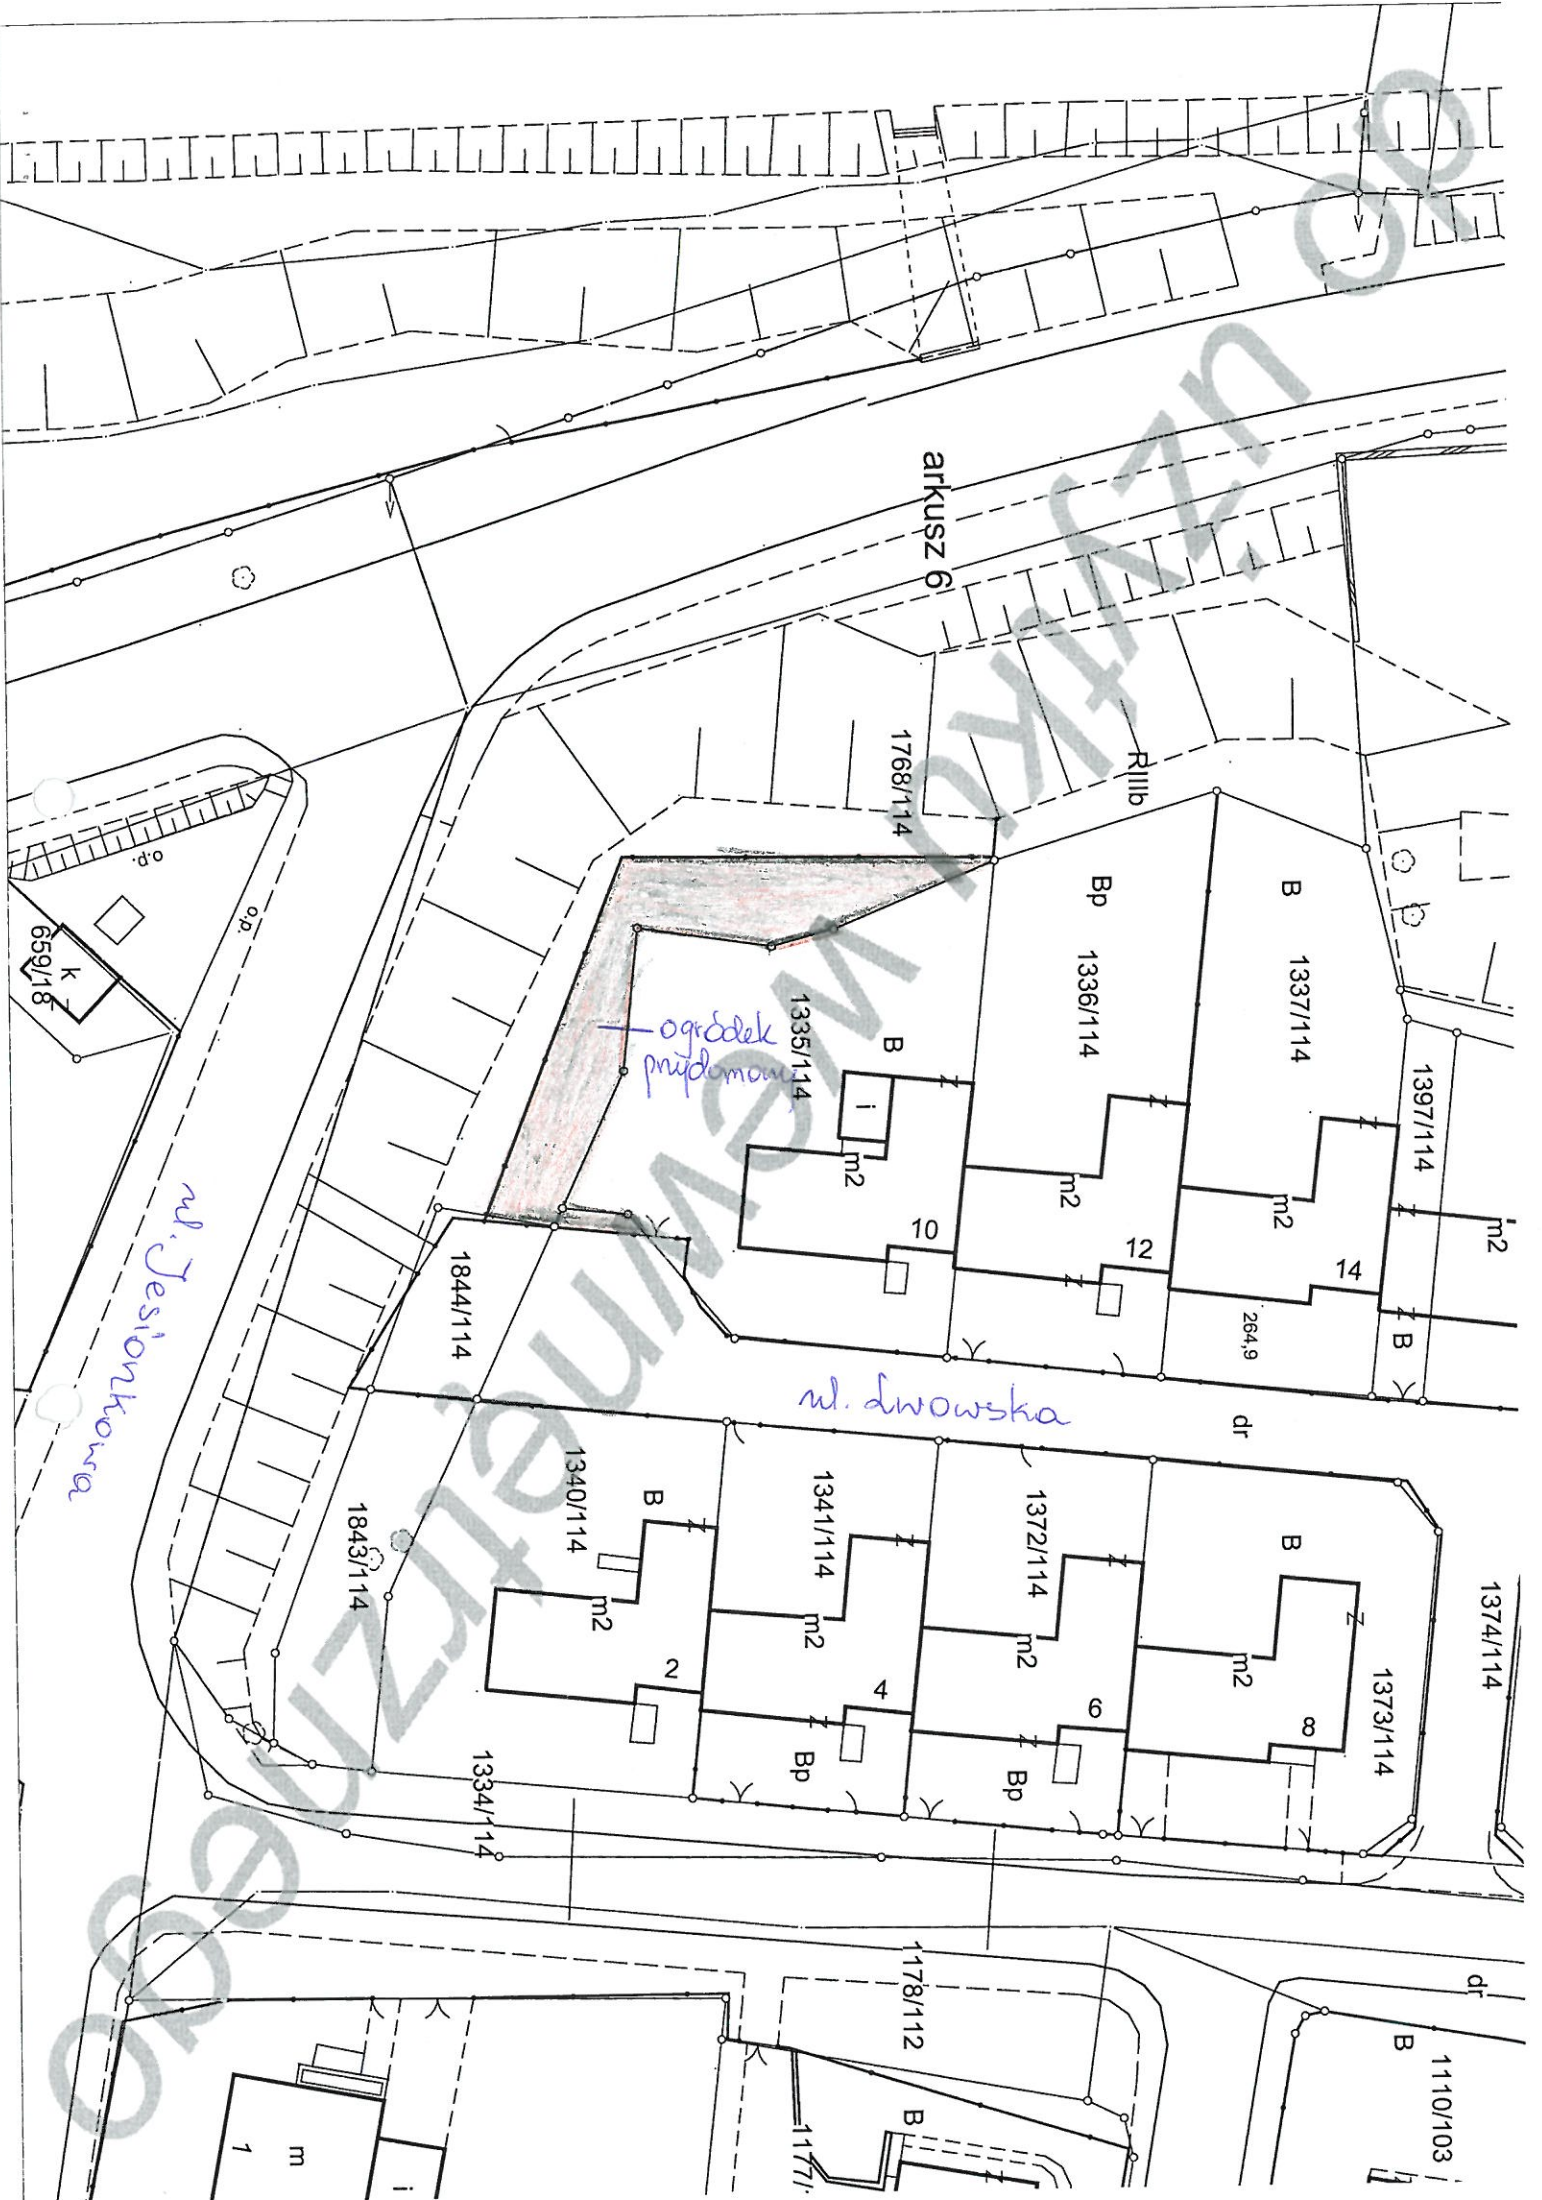 do użytku wewnętrznego
arkusz 6
1768/114
RIIIb
Bp
B
1336/114
1337/114
1335/114
B
ogródek
przydomowy
i
m2
m2
m2
m2
1397/114
10
12
14
264,9
B
o.p.
o.p.
k
659/18
ul. Jesionkowa
1844/114
ul. Lwowska
dr
1340/114
B
1341/114
1372/114
B
1374/114
1843/114
m2
m2
m2
m2
2
4
6
8
1373/114
Bp
Bp
1334/114
1178/112
dr
B
1110/103
B
1177/
m
1
i